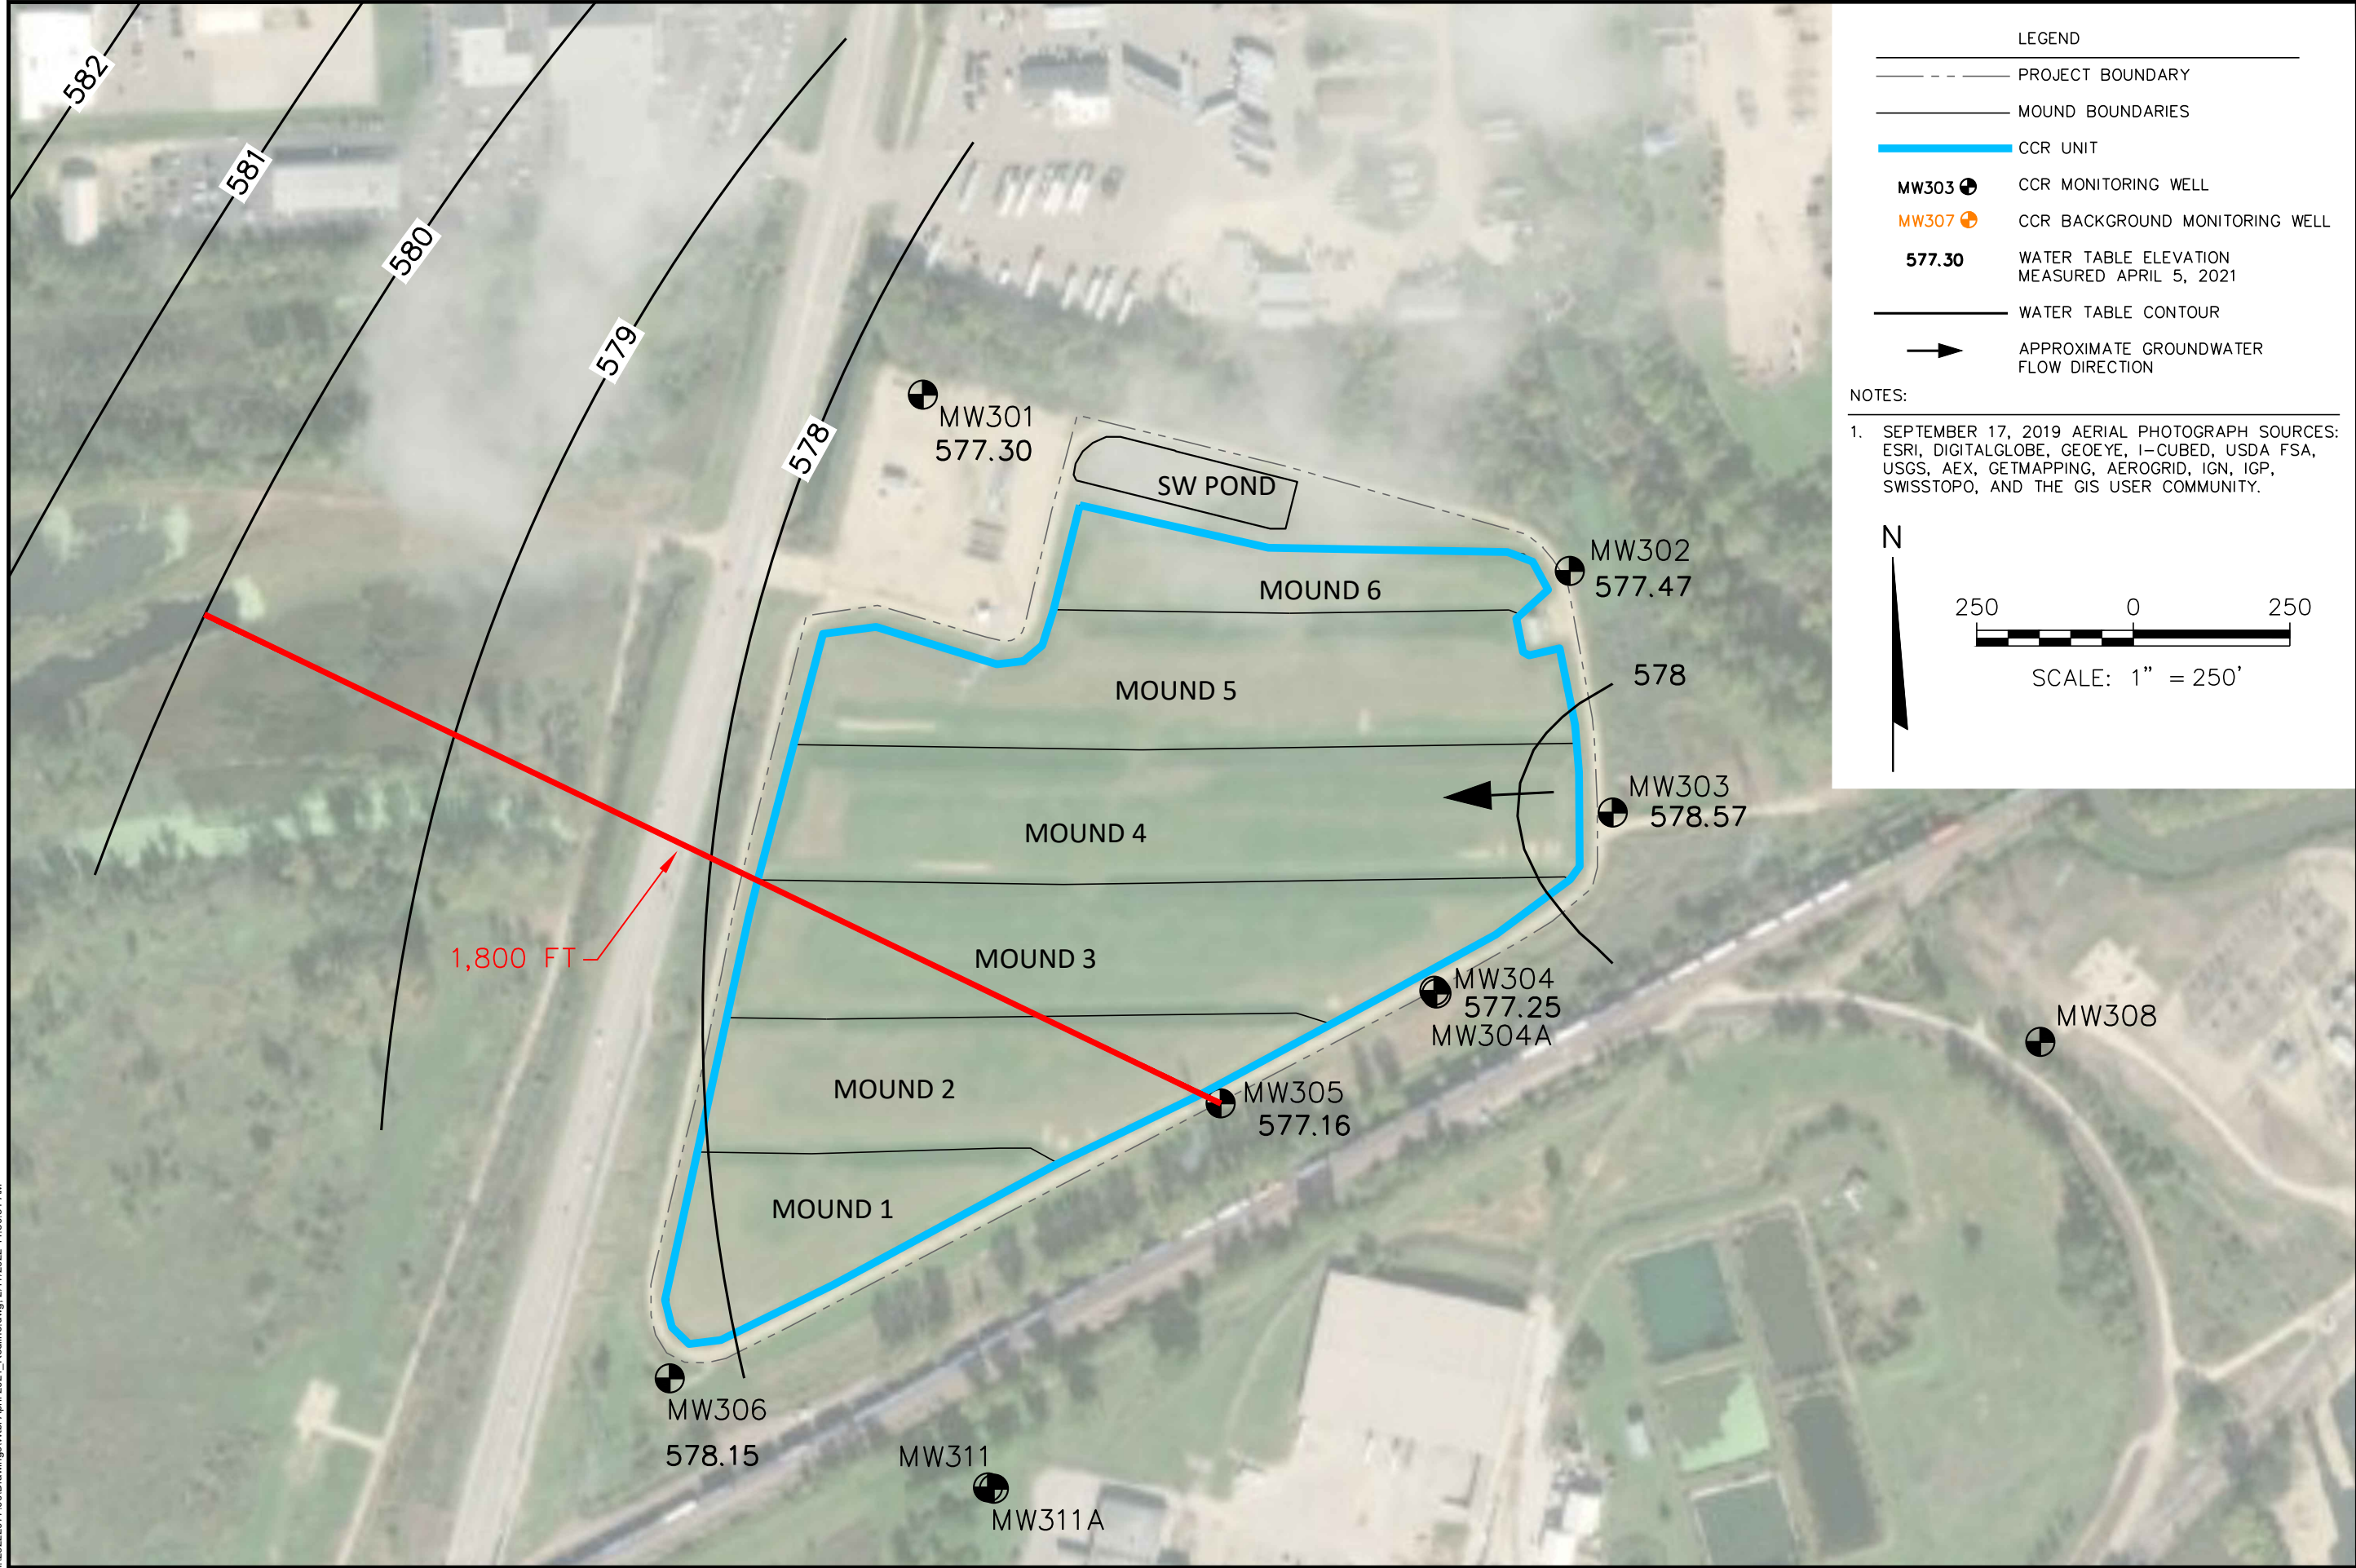 582
581
580
579
578
MW301
577.30
SW POND
MOUND 6
MW302
577.47
MOUND 5
578
MOUND 4
MW303
578.57
1,800 FT
MOUND 3
MW304
577.25
MW304A
MW308
MOUND 2
MW305
577.16
MOUND 1
MW306
578.15
MW311
MW311A
LEGEND
PROJECT BOUNDARY
MOUND BOUNDARIES
CCR UNIT
MW303 CCR MONITORING WELL
MW307 CCR BACKGROUND MONITORING WELL
577.30 WATER TABLE ELEVATION
MEASURED APRIL 5, 2021
WATER TABLE CONTOUR
APPROXIMATE GROUNDWATER
FLOW DIRECTION
NOTES:
1. SEPTEMBER 17, 2019 AERIAL PHOTOGRAPH SOURCES:
ESRI, DIGITALGLOBE, GEOEYE, I-CUBED, USDA FSA,
USGS, AEX, GETMAPPING, AEROGRID, IGN, IGP,
SWISSTOPO, AND THE GIS USER COMMUNITY.
N
250 0 250
SCALE: 1" = 250'